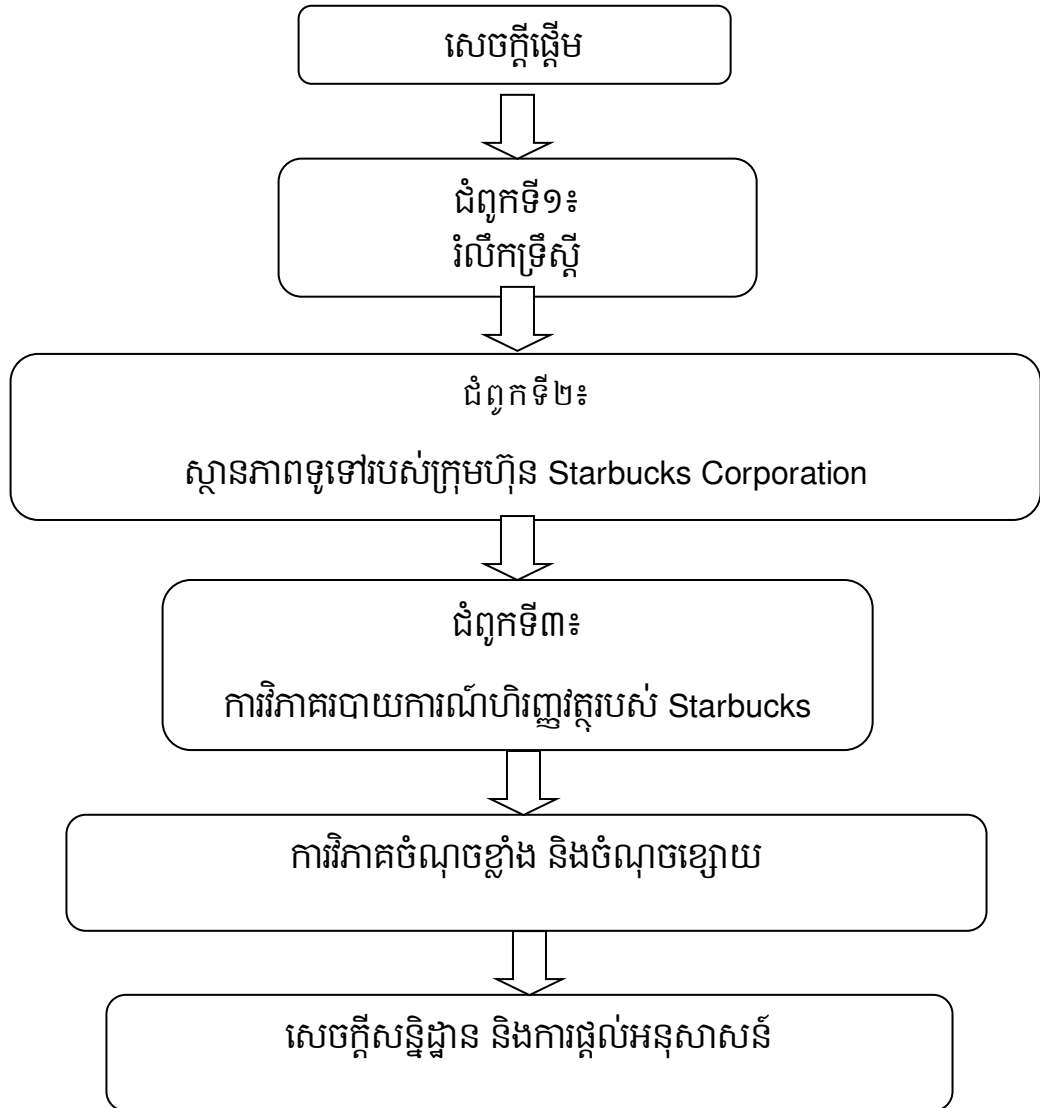 សេចក្តីផ្តើម
ជំពូកទី១៖
រំលឹកទ្រឹស្តី
ជំពូកទី២៖
ស្ថានភាពទូទៅរបស់ក្រុមហ៊ុន Starbucks Corporation
ជំពូកទី៣៖
ការវិភាគរបាយការណ៍ហិរញ្ញវត្ថុរបស់ Starbucks
ការវិភាគចំណុចខ្លាំង និងចំណុចខ្សោយ
សេចក្តីសន្និដ្ឋាន និងការផ្តល់អនុសាសន៍